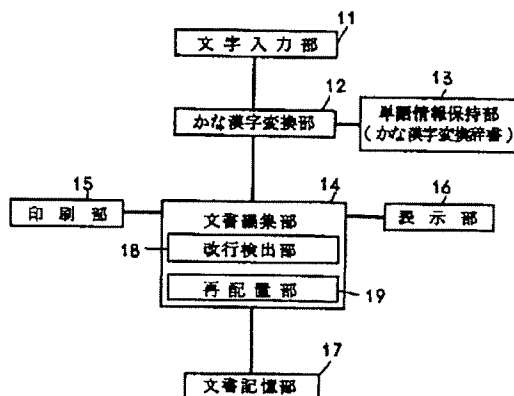 11
文字入力部
12
13
かな漢字変換部
単語情報保持部
(かな漢字変換辞書)
15
14
16
印刷部
文書編集部
表示部
18
改行検出部
再配置部
19
17
文書記憶部